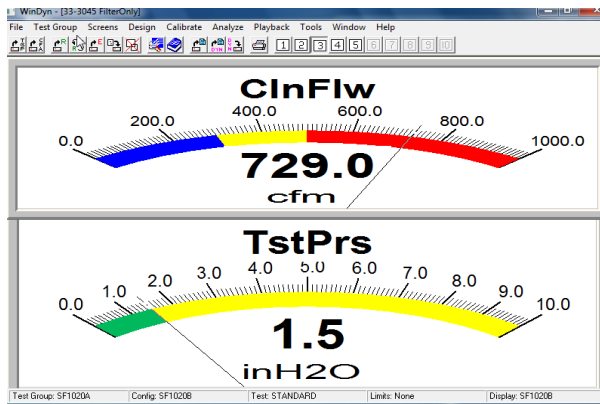 WinDyn - [33-3045 FilterOnly]
File Test Group Screens Design Calibrate Analyze Playback Tools Window Help
1 2 3 4 5 6 7 8 9 10
ClnFlw
0.0 200.0 400.0 600.0 800.0 1000.0
729.0
cfm
TstPrs
0.0 1.0 2.0 3.0 4.0 5.0 6.0 7.0 8.0 9.0 10.0
1.5
inH2O
Test Group: SF1020A Config: SF1020B Test: STANDARD Limits: None Display: SF1020B